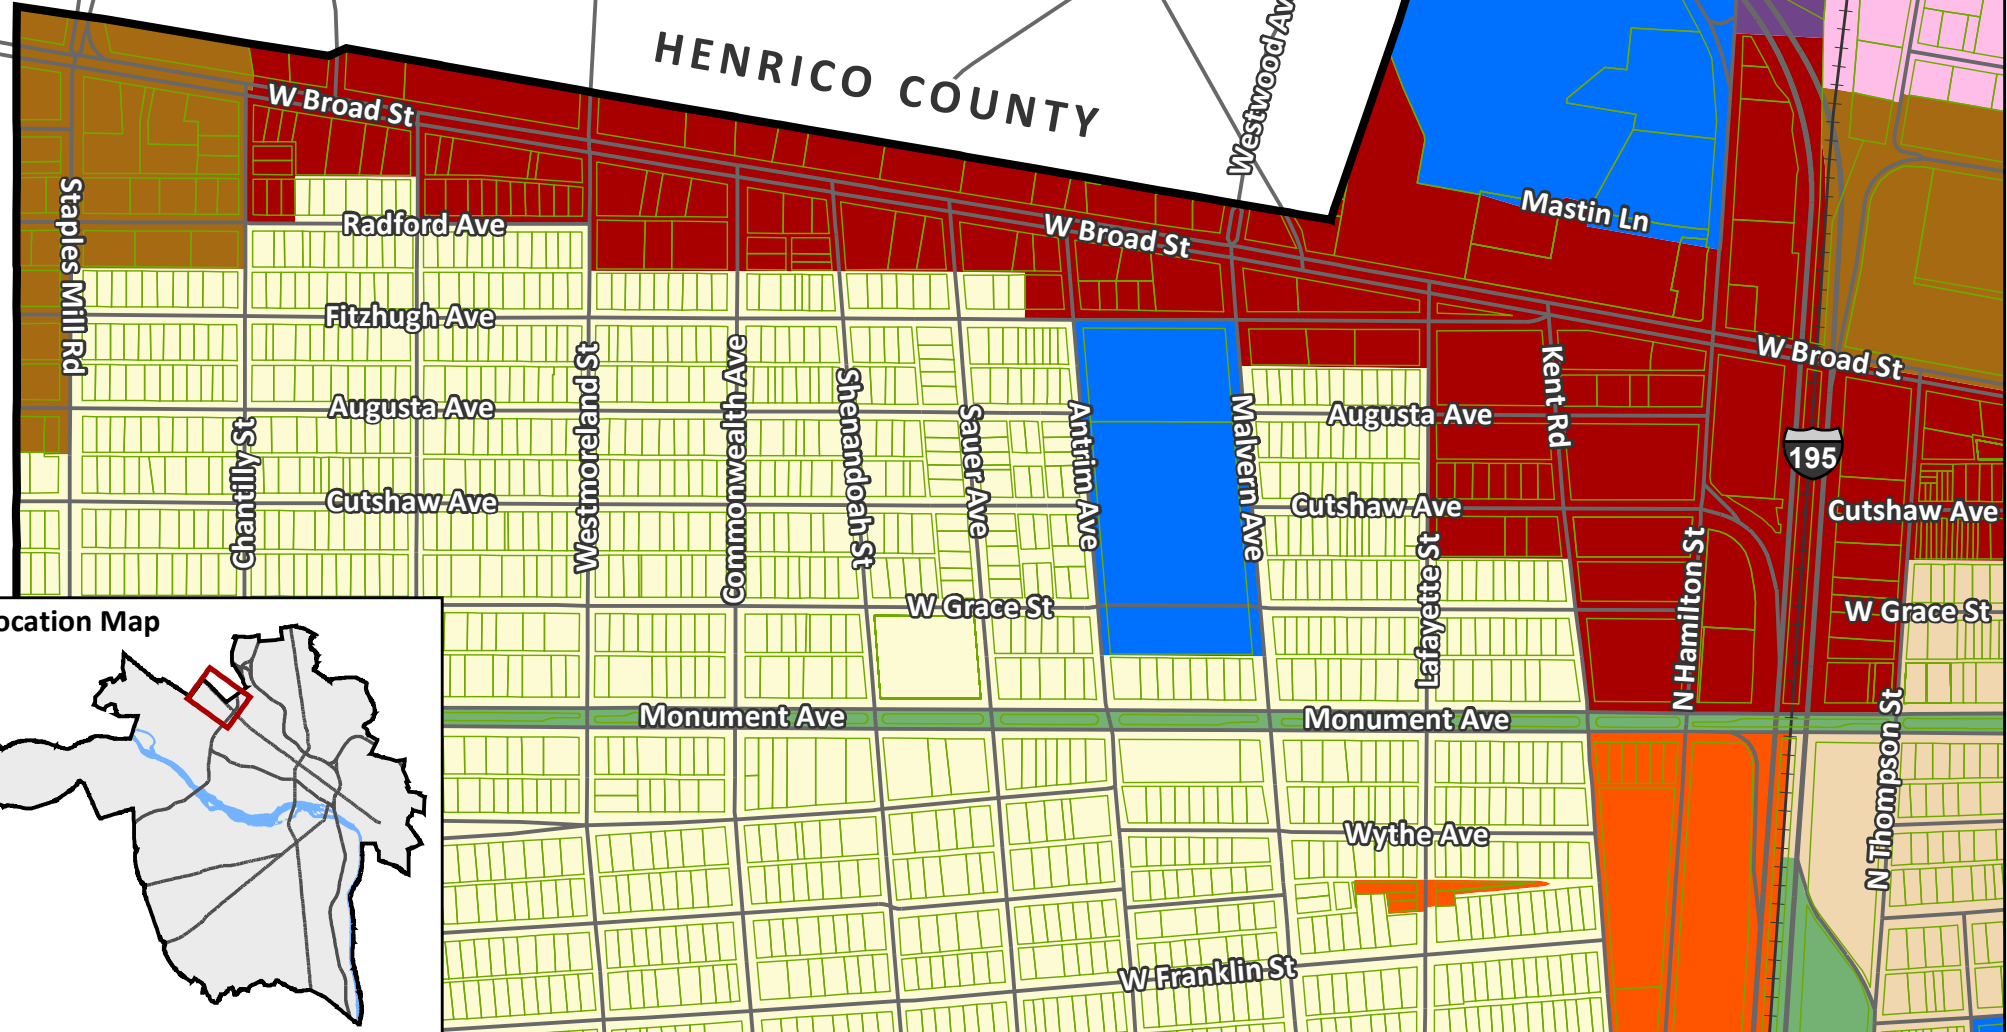 HENRICO COUNTY
Westwood Av
W Broad St
Mastin Ln
Staples Mill Rd
Radford Ave
W Broad St
Fitzhugh Ave
W Broad St
Kent Rd
Augusta Ave
Chantilly St
Westmoreland St
Commonwealth Ave
Shenandoah St
Sauer Ave
Antrim Ave
Malvern Ave
Augusta Ave
195
Cutshaw Ave
Cutshaw Ave
Cutshaw Ave
Lafayette St
N Hamilton St
W Grace St
W Grace St
ocation Map
Monument Ave
Monument Ave
N Thompson St
Wythe Ave
W Franklin St